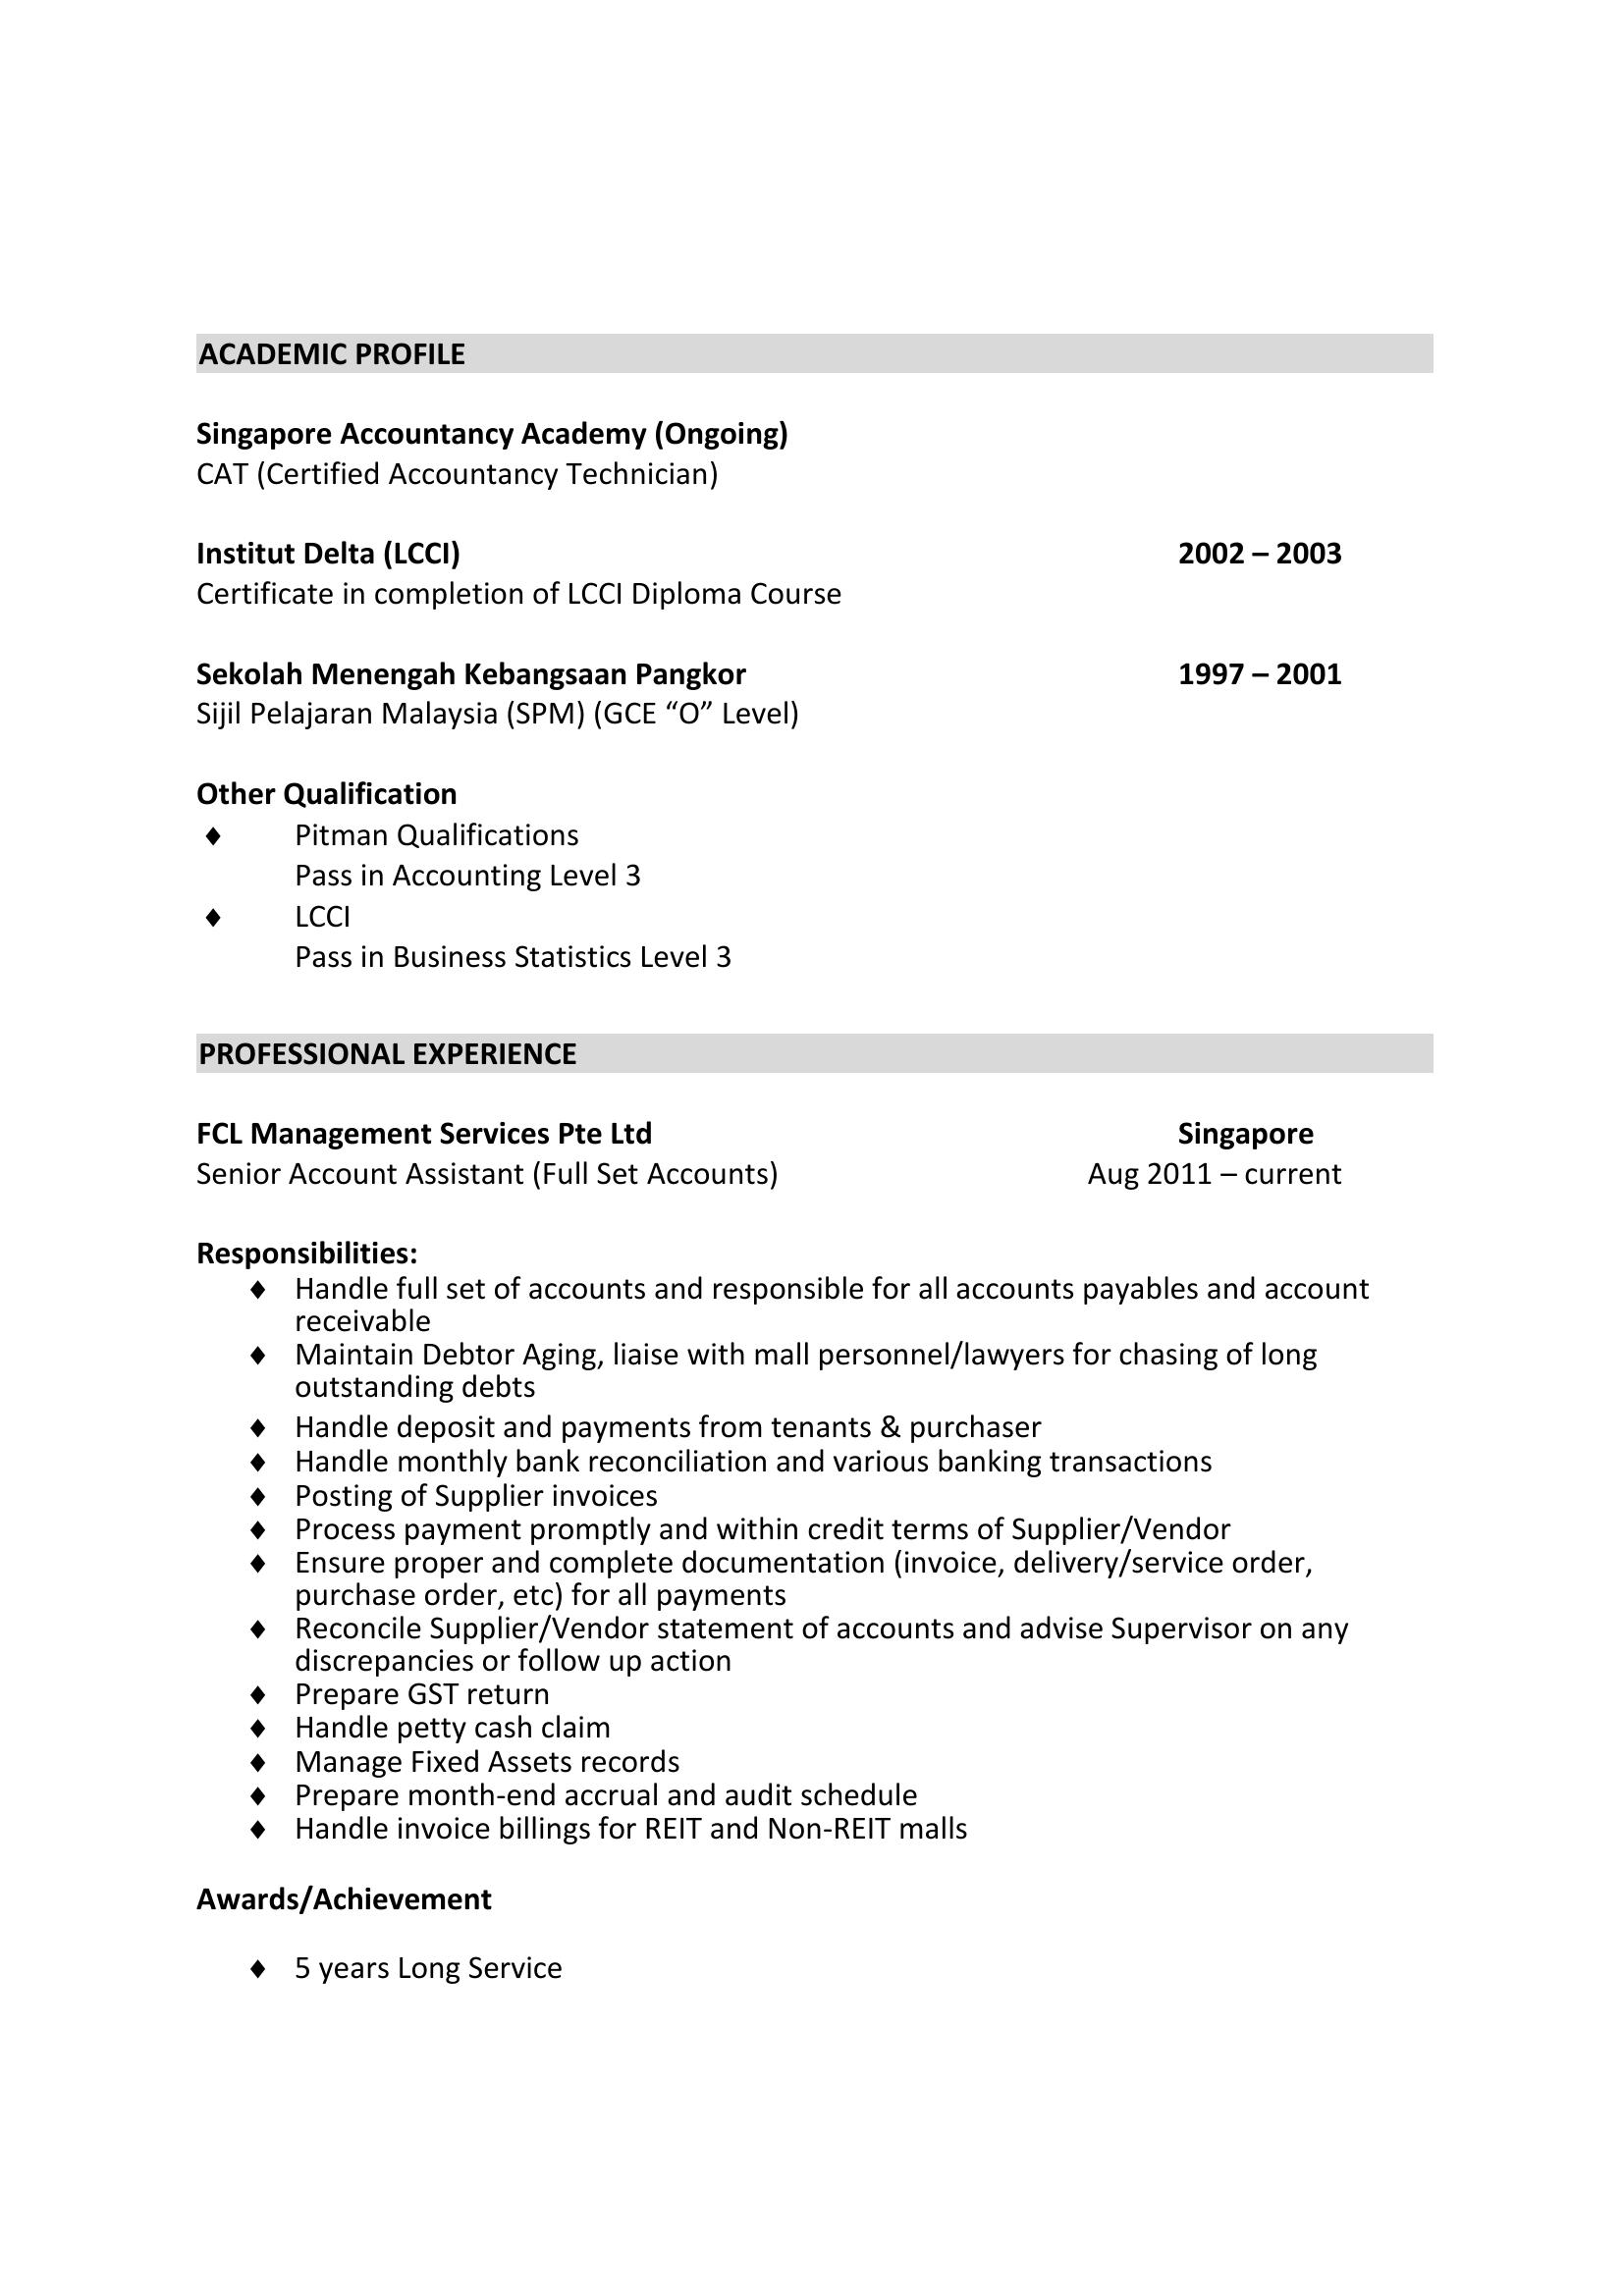 ACADEMIC PROFILE
Singapore Accountancy Academy (Ongoing)
CAT (Certified Accountancy Technician)
Institut Delta (LCCI) 2002 – 2003
Certificate in completion of LCCI Diploma Course
Sekolah Menengah Kebangsaan Pangkor 1997 – 2001
Sijil Pelajaran Malaysia (SPM) (GCE “O” Level)
Other Qualification
♦ Pitman Qualifications
Pass in Accounting Level 3
♦ LCCI
Pass in Business Statistics Level 3
PROFESSIONAL EXPERIENCE
FCL Management Services Pte Ltd Singapore
Senior Account Assistant (Full Set Accounts) Aug 2011 – current
Responsibilities:
♦ Handle full set of accounts and responsible for all accounts payables and account
receivable
♦ Maintain Debtor Aging, liaise with mall personnel/lawyers for chasing of long
outstanding debts
♦ Handle deposit and payments from tenants & purchaser
♦ Handle monthly bank reconciliation and various banking transactions
♦ Posting of Supplier invoices
♦ Process payment promptly and within credit terms of Supplier/Vendor
♦ Ensure proper and complete documentation (invoice, delivery/service order,
purchase order, etc) for all payments
♦ Reconcile Supplier/Vendor statement of accounts and advise Supervisor on any
discrepancies or follow up action
♦ Prepare GST return
♦ Handle petty cash claim
♦ Manage Fixed Assets records
♦ Prepare month-end accrual and audit schedule
♦ Handle invoice billings for REIT and Non-REIT malls
Awards/Achievement
♦ 5 years Long Service